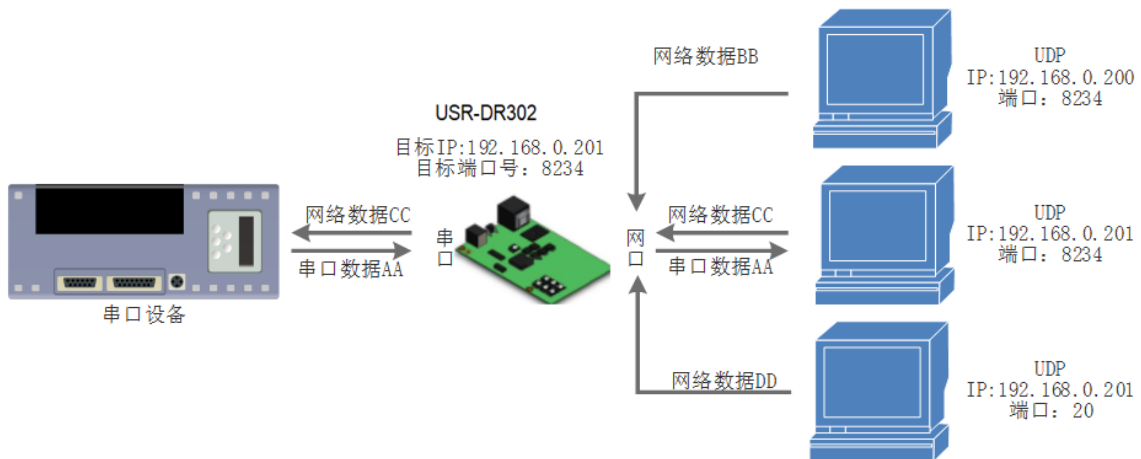 网络数据BB
UDP
IP:192.168.0.200
端口：8234
USR-DR302
目标IP:192.168.0.201
目标端口号：8234
网络数据CC
串口数据AA
串口设备
串口
网口
网络数据CC
串口数据AA
UDP
IP:192.168.0.201
端口：8234
网络数据DD
UDP
IP:192.168.0.201
端口：20